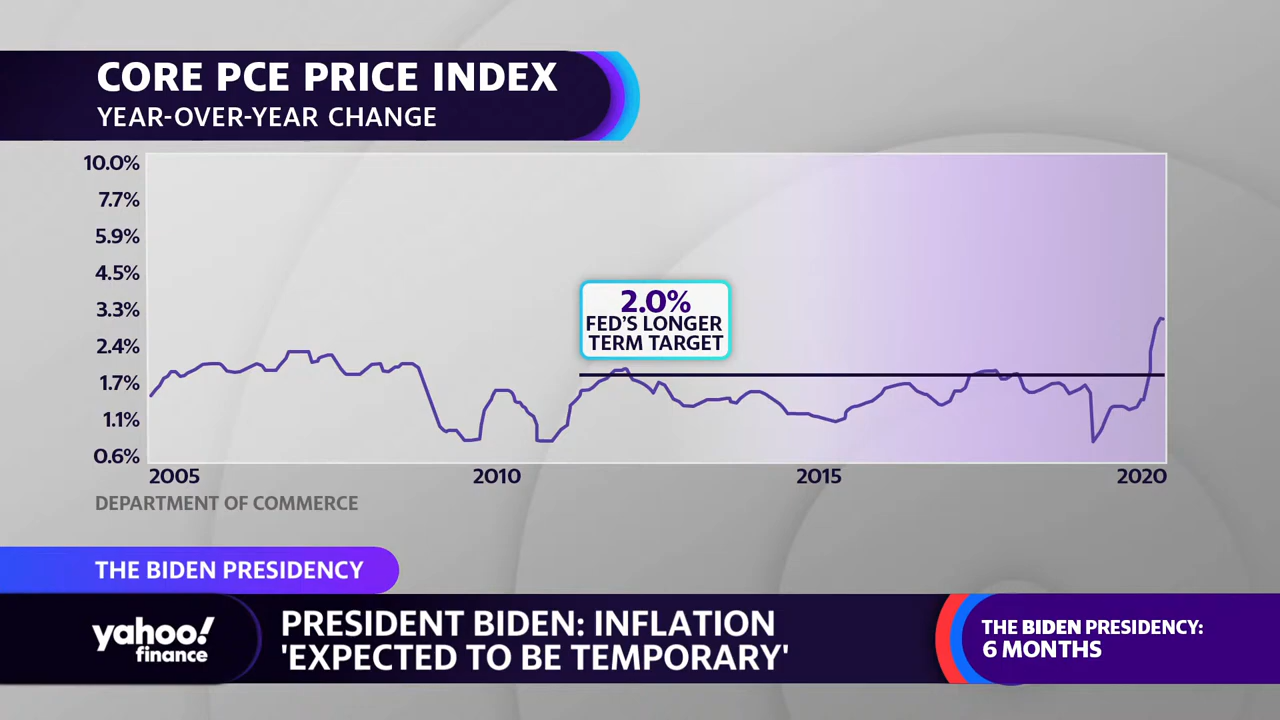 CORE PCE PRICE INDEX
YEAR-OVER-YEAR CHANGE
10.0%
7.7%
5.9%
4.5%
3.3%
2.4%
1.7%
1.1%
0.6%
2.0%
FED'S LONGER
TERM TARGET
2005 2010 2015 2020
DEPARTMENT OF COMMERCE
THE BIDEN PRESIDENCY
yahoo!
finance
PRESIDENT BIDEN: INFLATION
'EXPECTED TO BE TEMPORARY'
THE BIDEN PRESIDENCY:
6 MONTHS